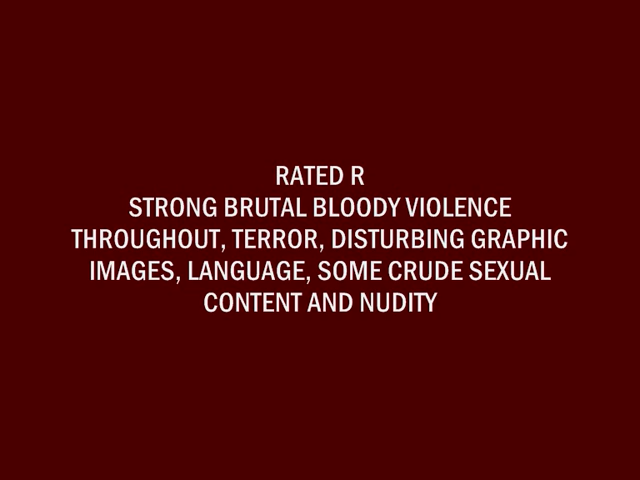 RATED R
STRONG BRUTAL BLOODY VIOLENCE
THROUGHOUT, TERROR, DISTURBING GRAPHIC
IMAGES, LANGUAGE, SOME CRUDE SEXUAL
CONTENT AND NUDITY